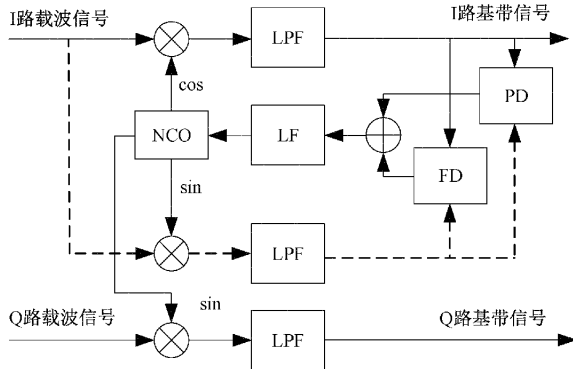 I路载波信号
I路基带信号
LPF
cos
PD
NCO
LF
FD
sin
LPF
sin
Q路载波信号
Q路基带信号
LPF